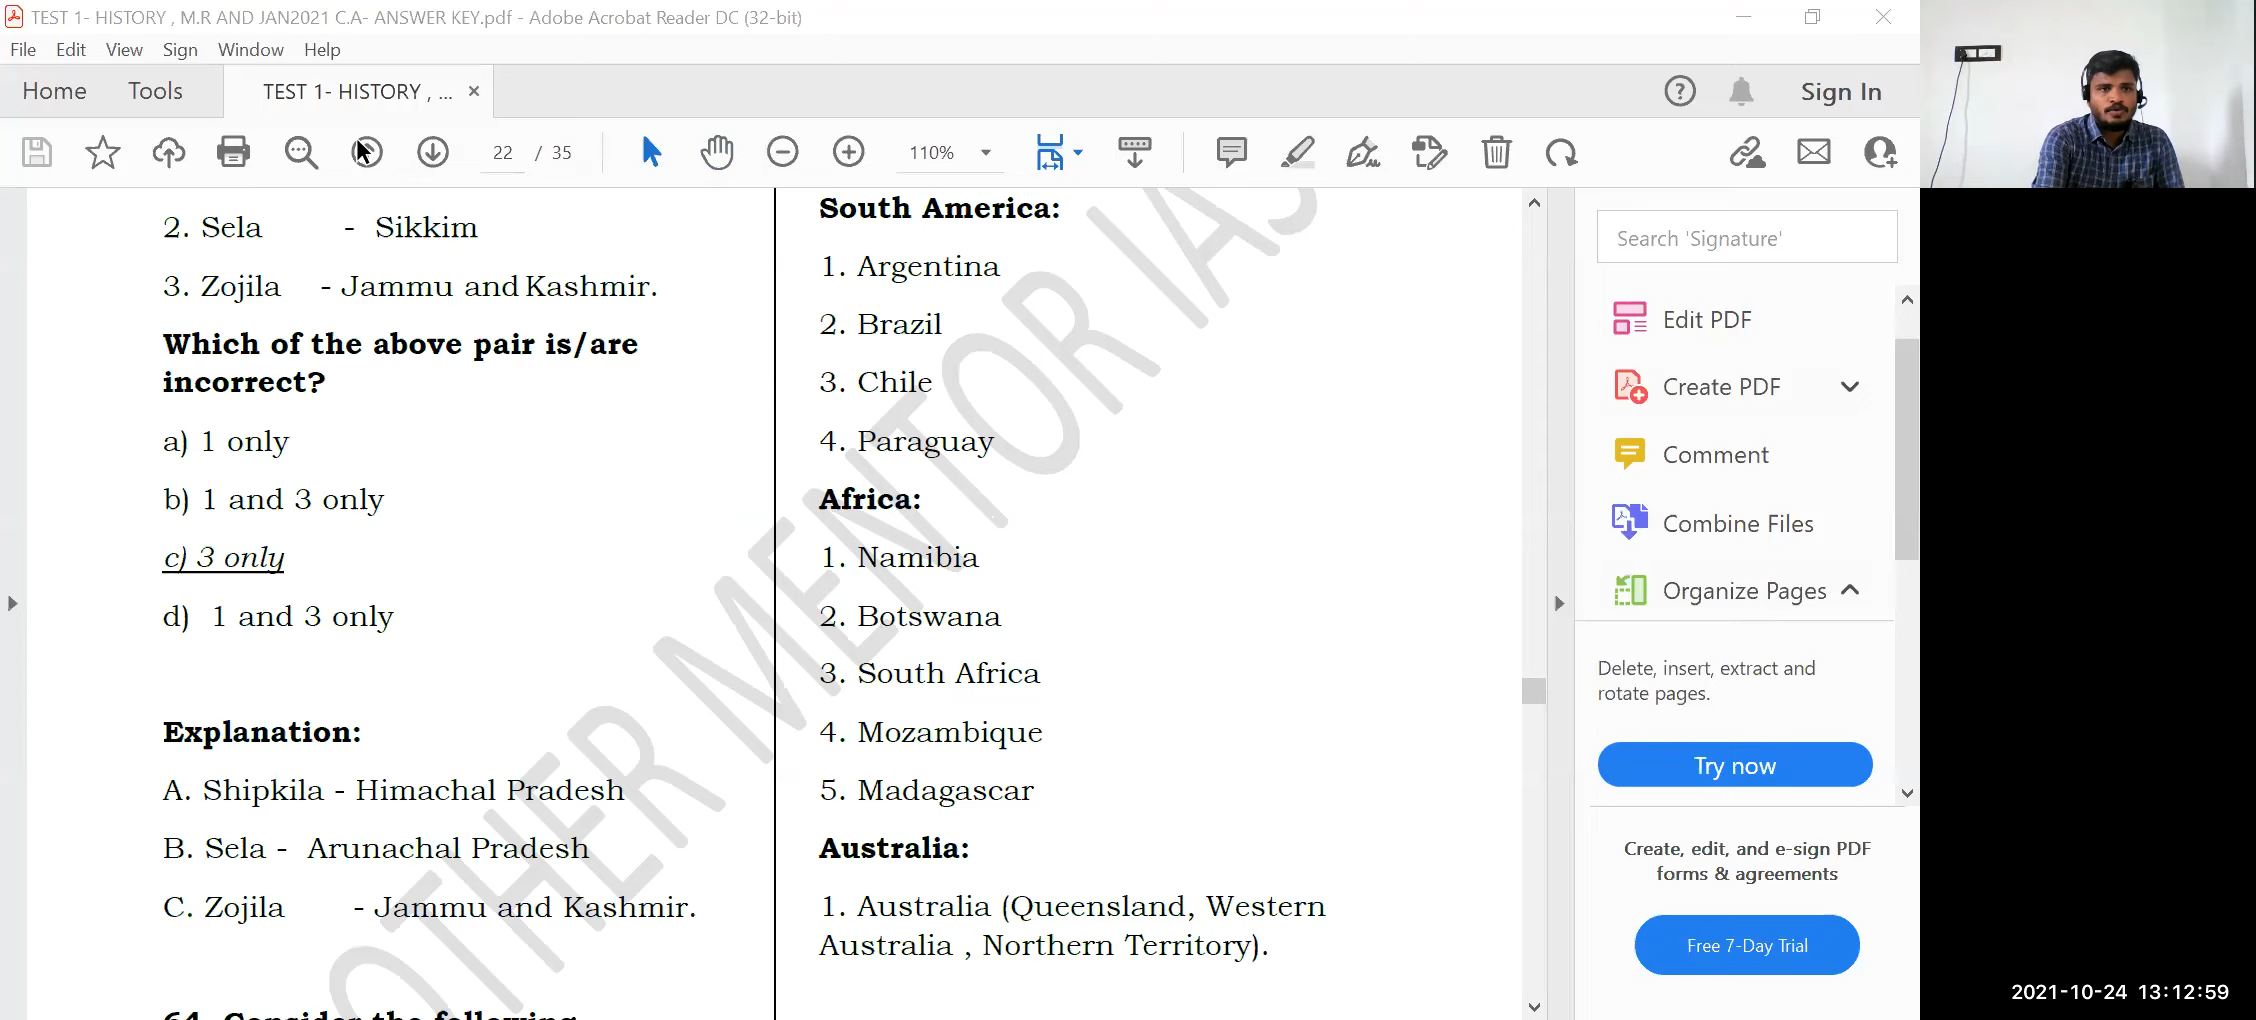 TEST 1- HISTORY , M.R AND JAN2021 C.A- ANSWER KEY.pdf - Adobe Acrobat Reader DC (32-bit)
File Edit View Sign Window Help
Home Tools TEST 1- HISTORY , ... × Sign In
22 / 35 110%
2. Sela - Sikkim
3. Zojila - Jammu and Kashmir.
Which of the above pair is/are
incorrect?
a) 1 only
b) 1 and 3 only
c) 3 only
d) 1 and 3 only
Explanation:
A. Shipkila - Himachal Pradesh
B. Sela - Arunachal Pradesh
C. Zojila - Jammu and Kashmir.
64. Consider the following
South America:
1. Argentina
2. Brazil
3. Chile
4. Paraguay
Africa:
1. Namibia
2. Botswana
3. South Africa
4. Mozambique
5. Madagascar
Australia:
1. Australia (Queensland, Western
Australia , Northern Territory).
OTHER MENTOR IAS
Search 'Signature'
Edit PDF
Create PDF
Comment
Combine Files
Organize Pages
Delete, insert, extract and
rotate pages.
Try now
Create, edit, and e-sign PDF
forms & agreements
Free 7-Day Trial
2021-10-24 13:12:59